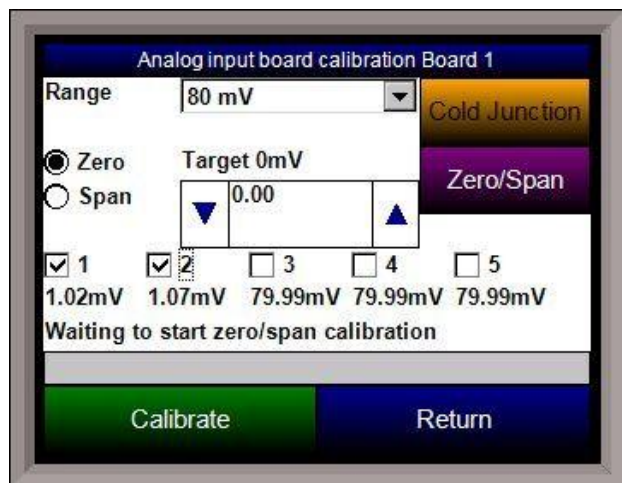 Analog input board calibration Board 1
Range 80 mV Cold Junction
Zero Target 0mV Zero/Span
Span 0.00
1 2 3 4 5
1.02mV 1.07mV 79.99mV 79.99mV 79.99mV
Waiting to start zero/span calibration
Calibrate Return